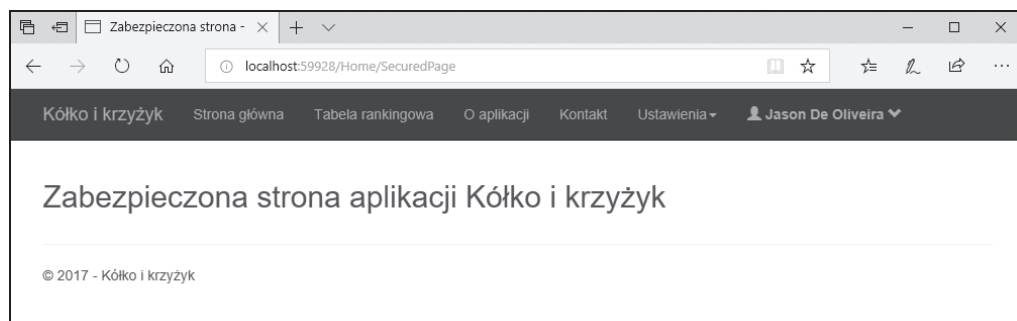 Zabezpieczona strona -
localhost:59928/Home/SecuredPage
Kółko i krzyżyk Strona główna Tabela rankingowa O aplikacji Kontakt Ustawienia Jason De Oliveira
Zabezpieczona strona aplikacji Kółko i krzyżyk
© 2017 - Kółko i krzyżyk